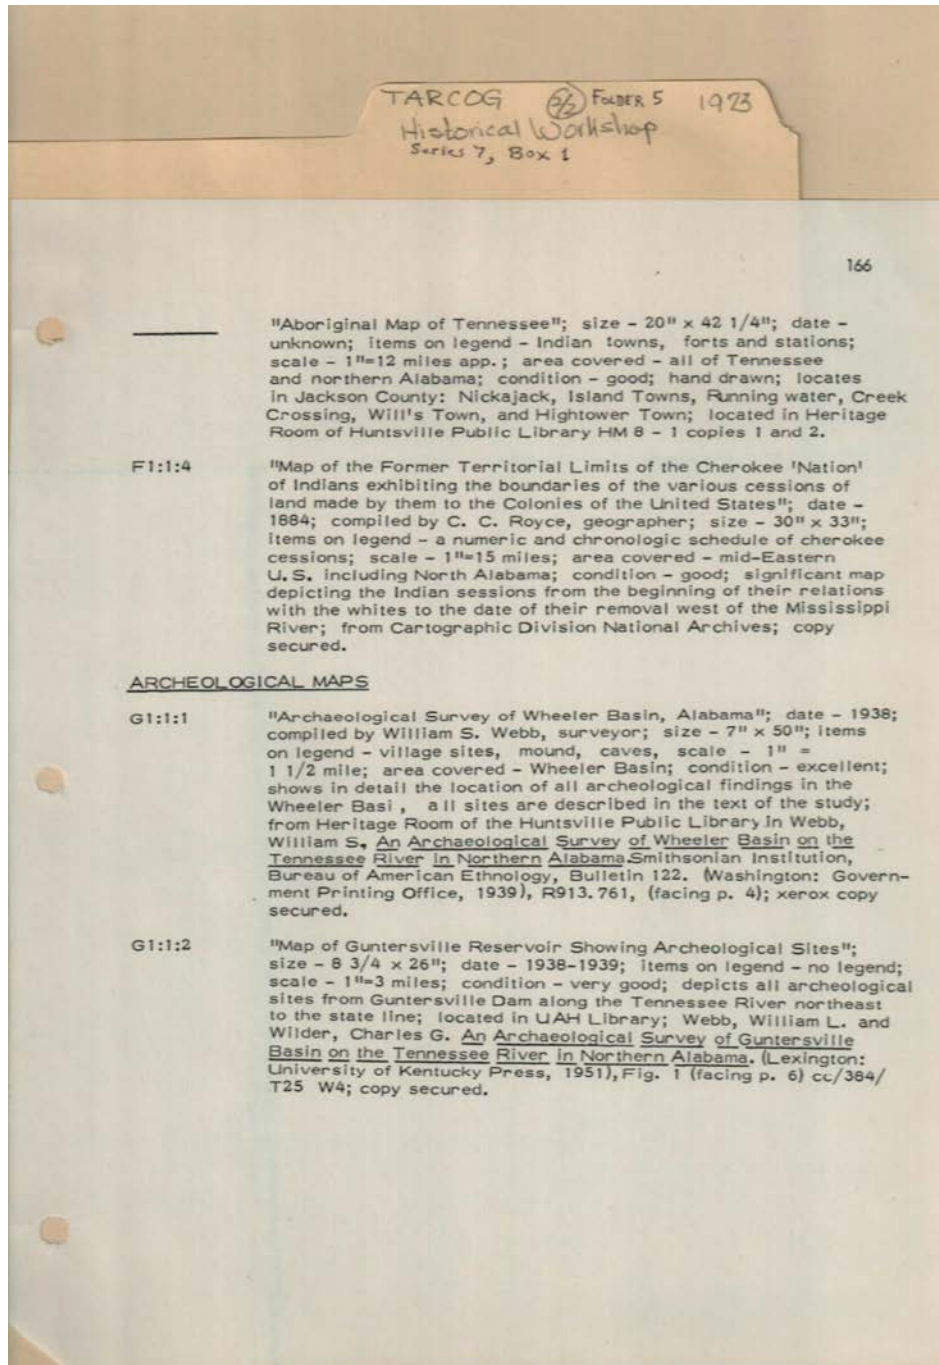 TARCOG 2/2 FOLDER 5 1973
Historical Workshop
Series 7, Box 1
166
"Aboriginal Map of Tennessee"; size - 20" x 42 1/4"; date -
unknown; items on legend - Indian towns, forts and stations;
scale - 1"=12 miles app.; area covered - all of Tennessee
and northern Alabama; condition - good; hand drawn; locates
in Jackson County: Nickajack, Island Towns, Running water, Creek
Crossing, Will's Town, and Hightower Town; located in Heritage
Room of Huntsville Public Library HM 8 - 1 copies 1 and 2.
F1:1:4 "Map of the Former Territorial Limits of the Cherokee 'Nation'
of Indians exhibiting the boundaries of the various cessions of
land made by them to the Colonies of the United States"; date -
1884; compiled by C. C. Royce, geographer; size - 30" x 33";
items on legend - a numeric and chronologic schedule of cherokee
cessions; scale - 1"=15 miles; area covered - mid-Eastern
U.S. including North Alabama; condition - good; significant map
depicting the Indian sessions from the beginning of their relations
with the whites to the date of their removal west of the Mississippi
River; from Cartographic Division National Archives; copy
secured.
ARCHEOLOGICAL MAPS
G1:1:1 "Archaeological Survey of Wheeler Basin, Alabama"; date - 1938;
compiled by William S. Webb, surveyor; size - 7" x 50"; items
on legend - village sites, mound, caves, scale - 1" =
1 1/2 mile; area covered - Wheeler Basin; condition - excellent;
shows in detail the location of all archeological findings in the
Wheeler Basi , all sites are described in the text of the study;
from Heritage Room of the Huntsville Public Library in Webb,
William S. An Archaeological Survey of Wheeler Basin on the
Tennessee River in Northern Alabama.Smithsonian Institution,
Bureau of American Ethnology, Bulletin 122. (Washington: Govern-
ment Printing Office, 1939), R913.761, (facing p. 4); xerox copy
secured.
G1:1:2 "Map of Guntersville Reservoir Showing Archeological Sites";
size - 8 3/4 x 26"; date - 1938-1939; items on legend - no legend;
scale - 1"=3 miles; condition - very good; depicts all archeological
sites from Guntersville Dam along the Tennessee River northeast
to the state line; located in UAH Library; Webb, William L. and
Wilder, Charles G. An Archaeological Survey of Guntersville
Basin on the Tennessee River in Northern Alabama. (Lexington:
University of Kentucky Press, 1951), Fig. 1 (facing p. 6) cc/384/
T25 W4; copy secured.